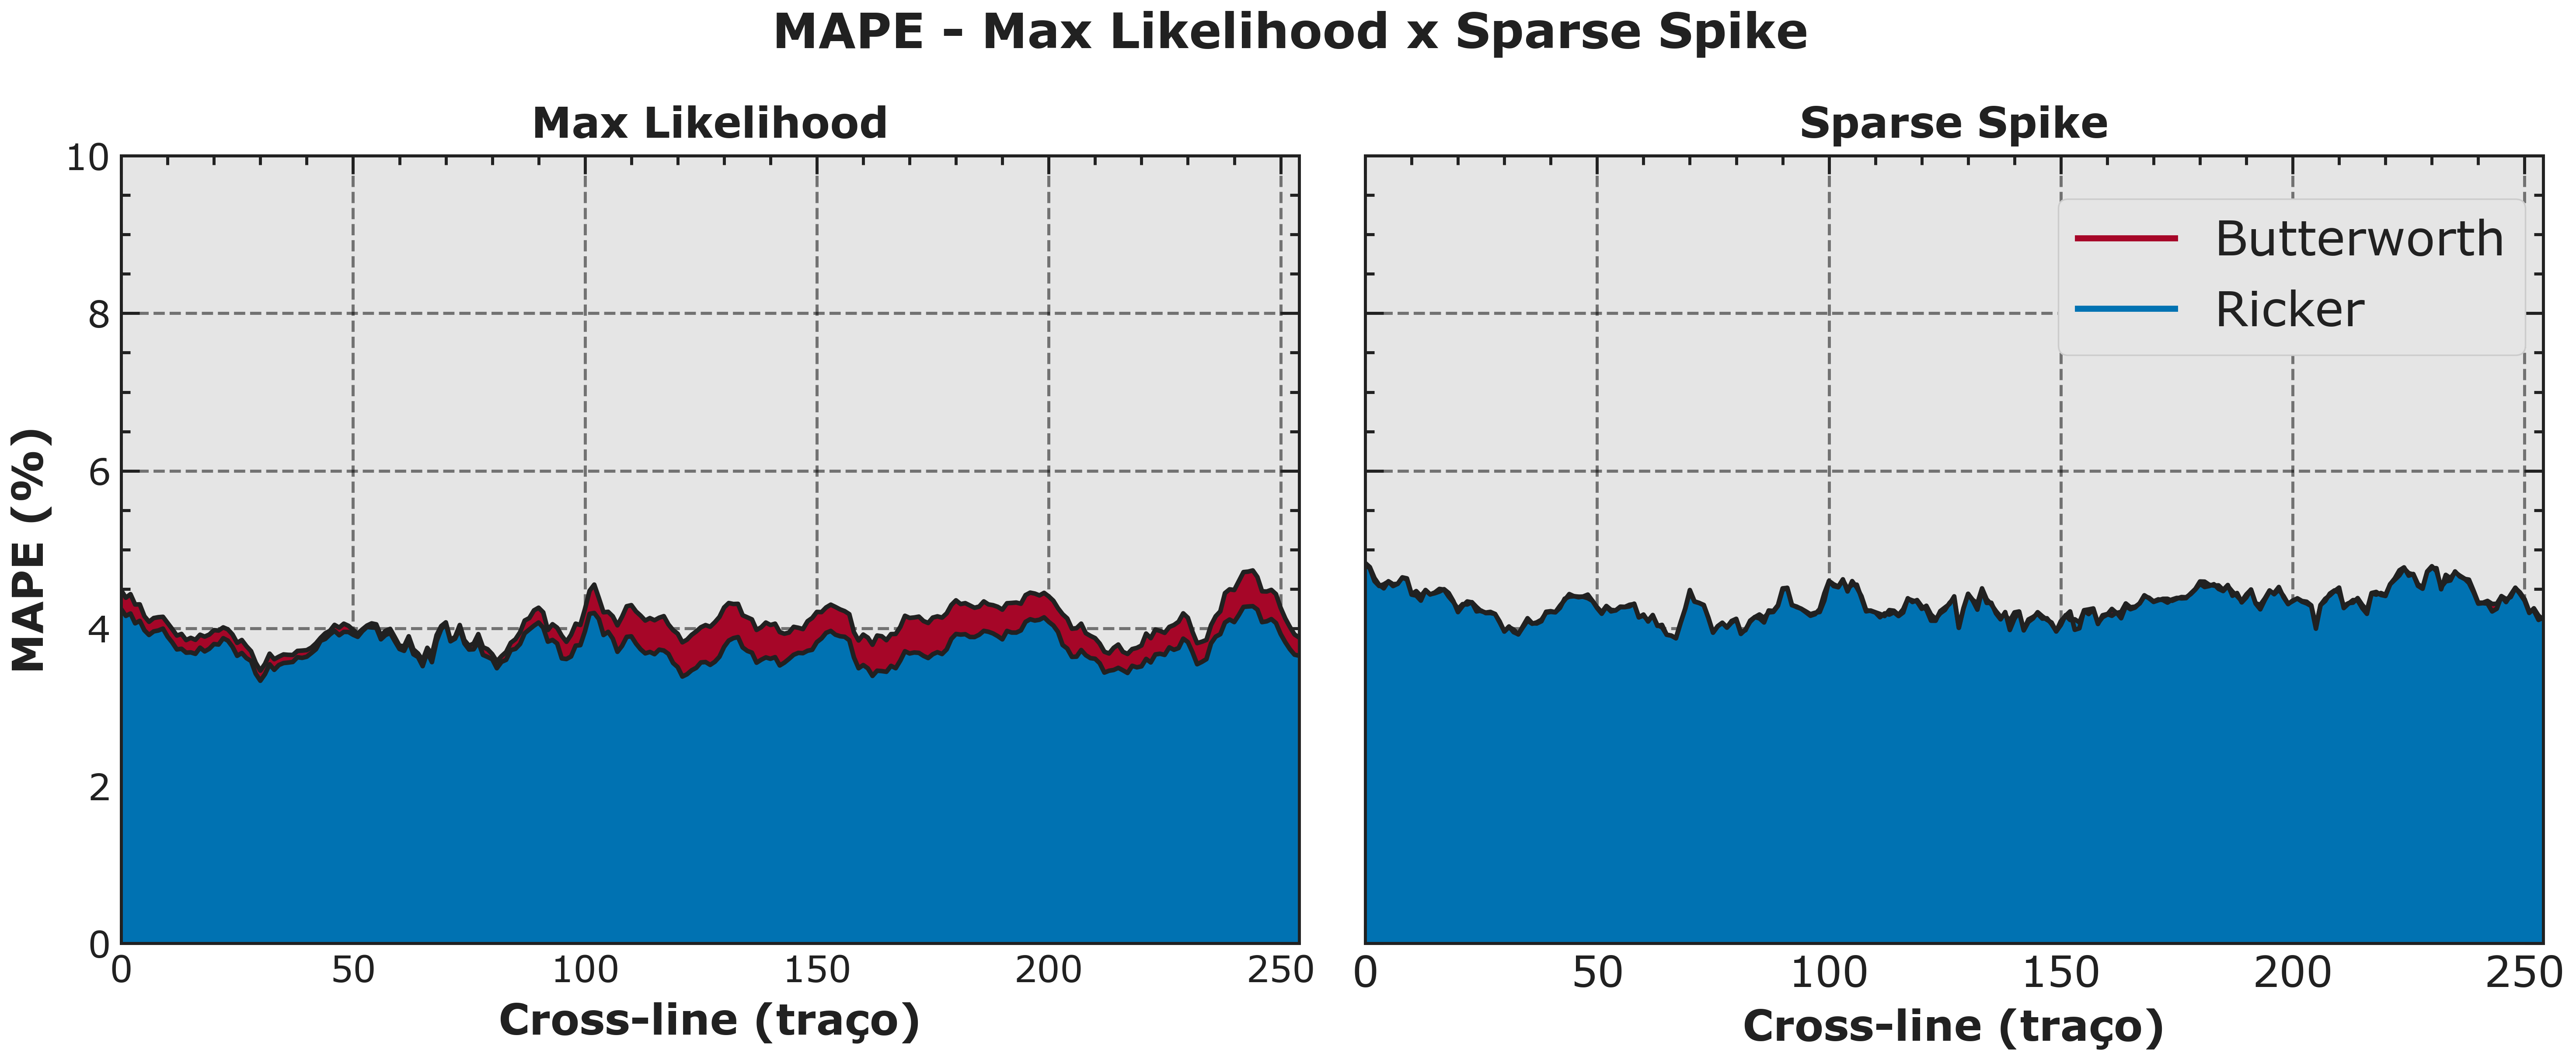 MAPE - Max Likelihood x Sparse Spike
Max Likelihood
Sparse Spike
MAPE (%)
10
8
6
4
2
0
0 50 100 150 200 250
Cross-line (traço)
Butterworth
Ricker
0 50 100 150 200 250
Cross-line (traço)